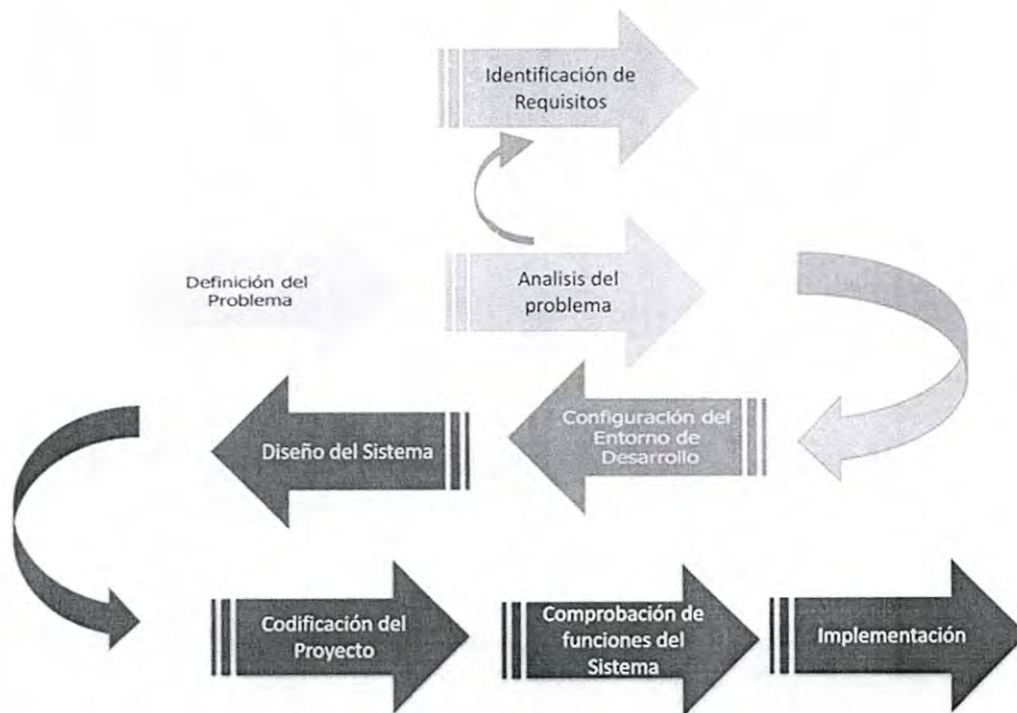 Identificación de
Requisitos
Definición del
Problema
Analisis del
problema
Configuración del
Entorno de
Desarrollo
Diseño del Sistema
Codificación del
Proyecto
Comprobación de
funciones del
Sistema
Implementación